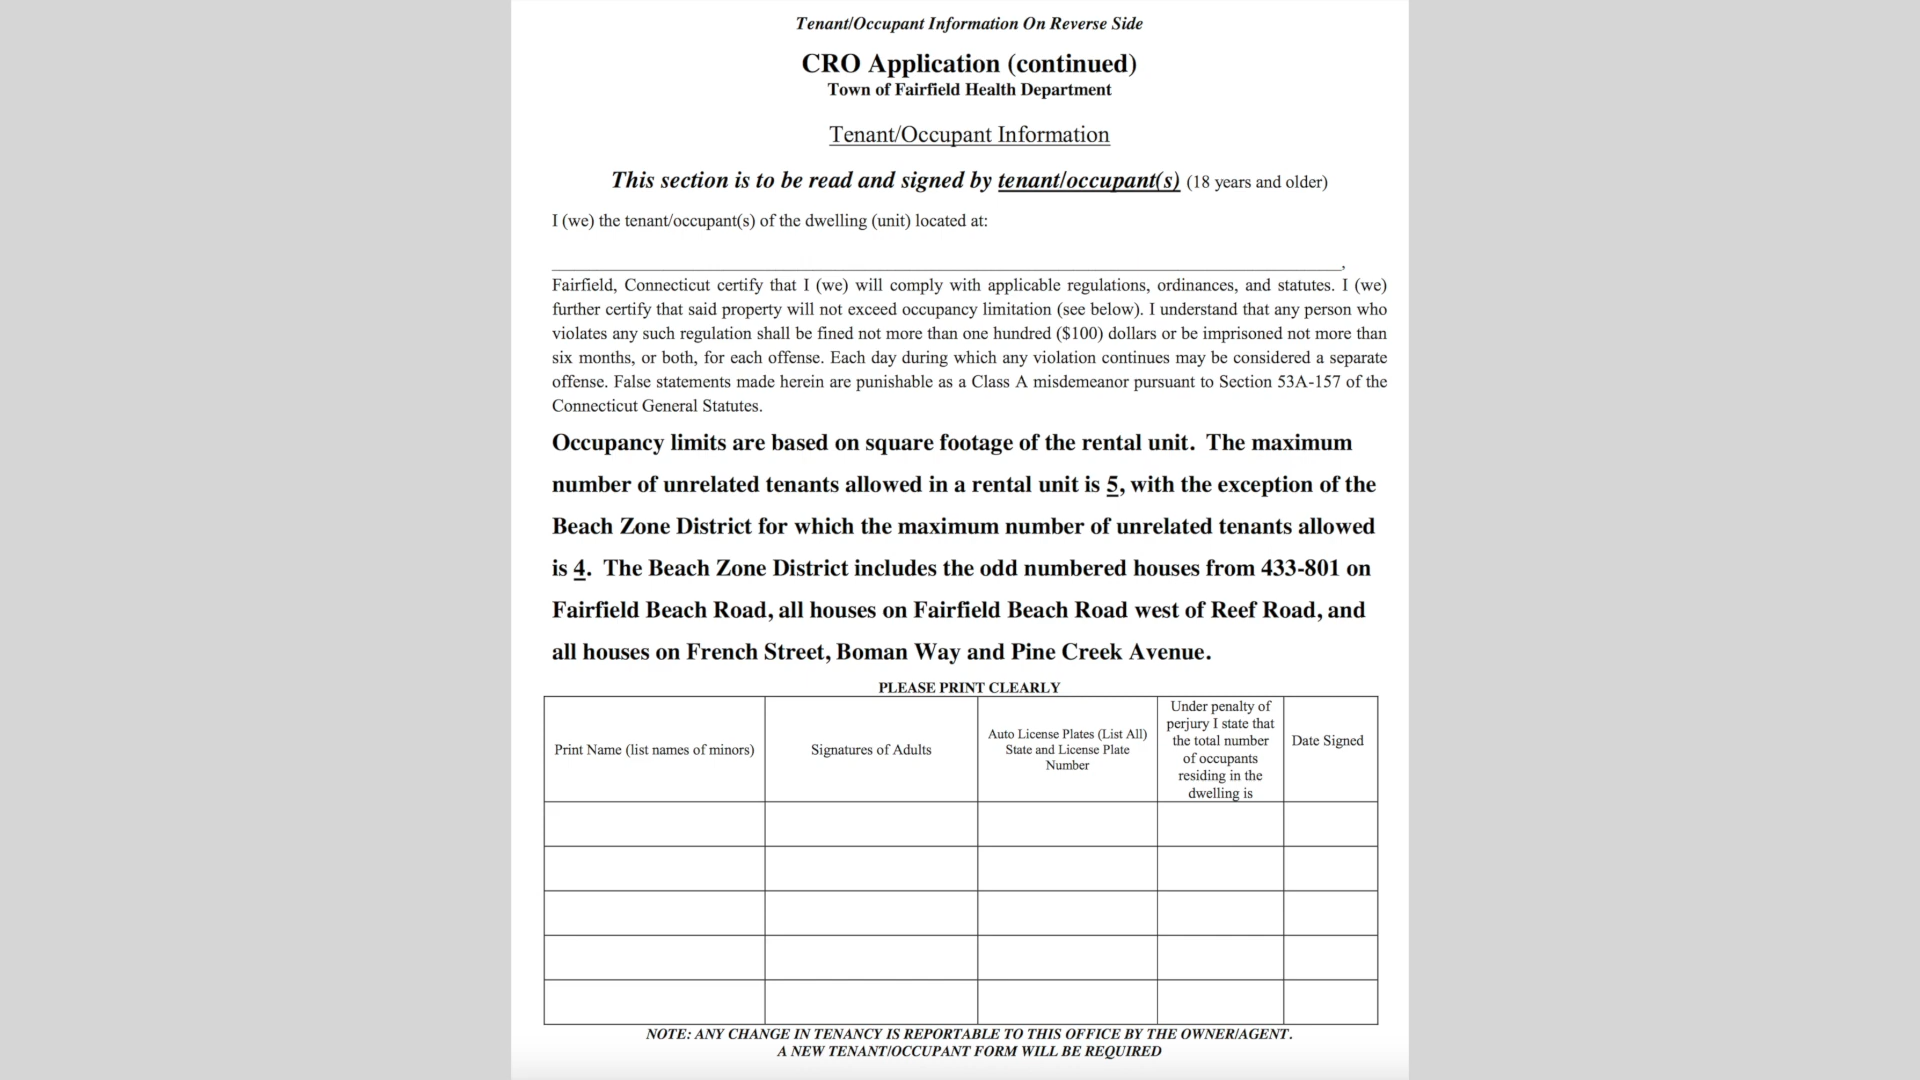 Tenant/Occupant Information On Reverse Side
CRO Application (continued)
Town of Fairfield Health Department
Tenant/Occupant Information
This section is to be read and signed by tenant/occupant(s) (18 years and older)
I (we) the tenant/occupant(s) of the dwelling (unit) located at:
,
Fairfield, Connecticut certify that I (we) will comply with applicable regulations, ordinances, and statutes. I (we)
further certify that said property will not exceed occupancy limitation (see below). I understand that any person who
violates any such regulation shall be fined not more than one hundred ($100) dollars or be imprisoned not more than
six months, or both, for each offense. Each day during which any violation continues may be considered a separate
offense. False statements made herein are punishable as a Class A misdemeanor pursuant to Section 53A-157 of the
Connecticut General Statutes.
Occupancy limits are based on square footage of the rental unit. The maximum
number of unrelated tenants allowed in a rental unit is 5, with the exception of the
Beach Zone District for which the maximum number of unrelated tenants allowed
is 4. The Beach Zone District includes the odd numbered houses from 433-801 on
Fairfield Beach Road, all houses on Fairfield Beach Road west of Reef Road, and
all houses on French Street, Boman Way and Pine Creek Avenue.
PLEASE PRINT CLEARLY
Print Name (list names of minors)
Signatures of Adults
Auto License Plates (List All)
State and License Plate
Number
Under penalty of
perjury I state that
the total number
of occupants
residing in the
dwelling is
Date Signed
NOTE: ANY CHANGE IN TENANCY IS REPORTABLE TO THIS OFFICE BY THE OWNER/AGENT.
A NEW TENANT/OCCUPANT FORM WILL BE REQUIRED